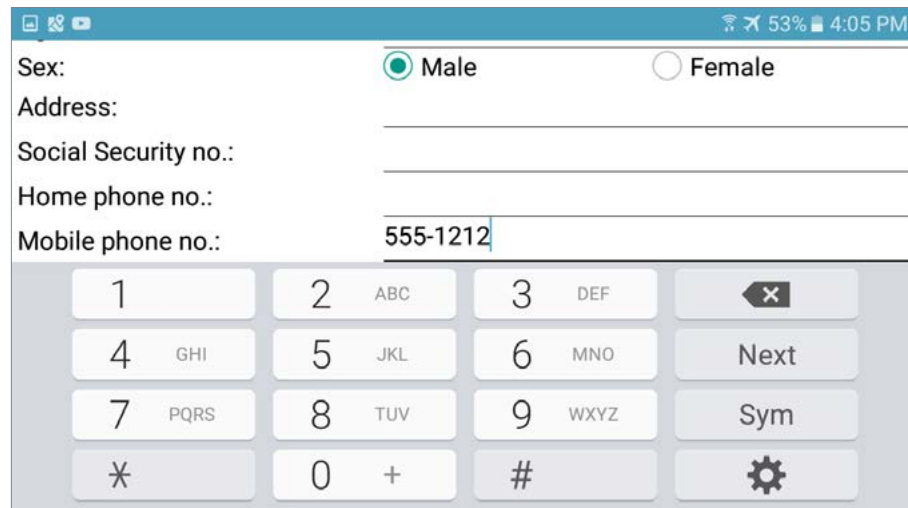 53% 4:05 PM
Sex: Male Female
Address:
Social Security no.:
Home phone no.:
Mobile phone no.: 555-1212
1 2 ABC 3 DEF
4 GHI 5 JKL 6 MNO Next
7 PQRS 8 TUV 9 WXYZ Sym
* 0 + #